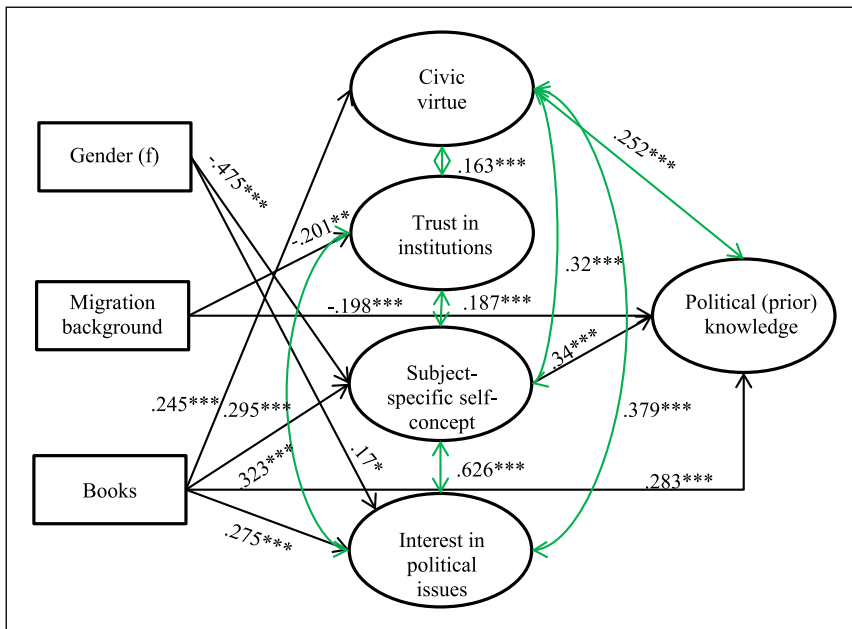 Civic
virtue
Gender (f)
-.475***
.252***
.163***
-.201**
Trust in
institutions
.32***
Migration
background
-.198***
.187***
Political (prior)
knowledge
.34***
Subject-
specific self-
concept
.245***
.295***
.379***
.323***
.17*
.626***
.283***
Books
.275***
Interest in
political
issues